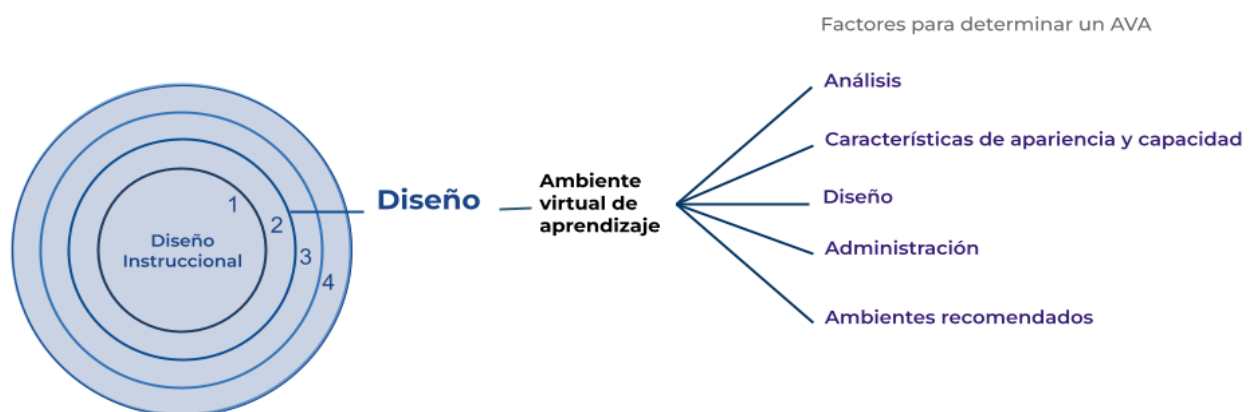 Factores para determinar un AVA
Análisis
Características de apariencia y capacidad
Diseño
Administración
Ambientes recomendados
Ambiente
virtual de
aprendizaje
Diseño
1
2
3
4
Diseño
Instruccional